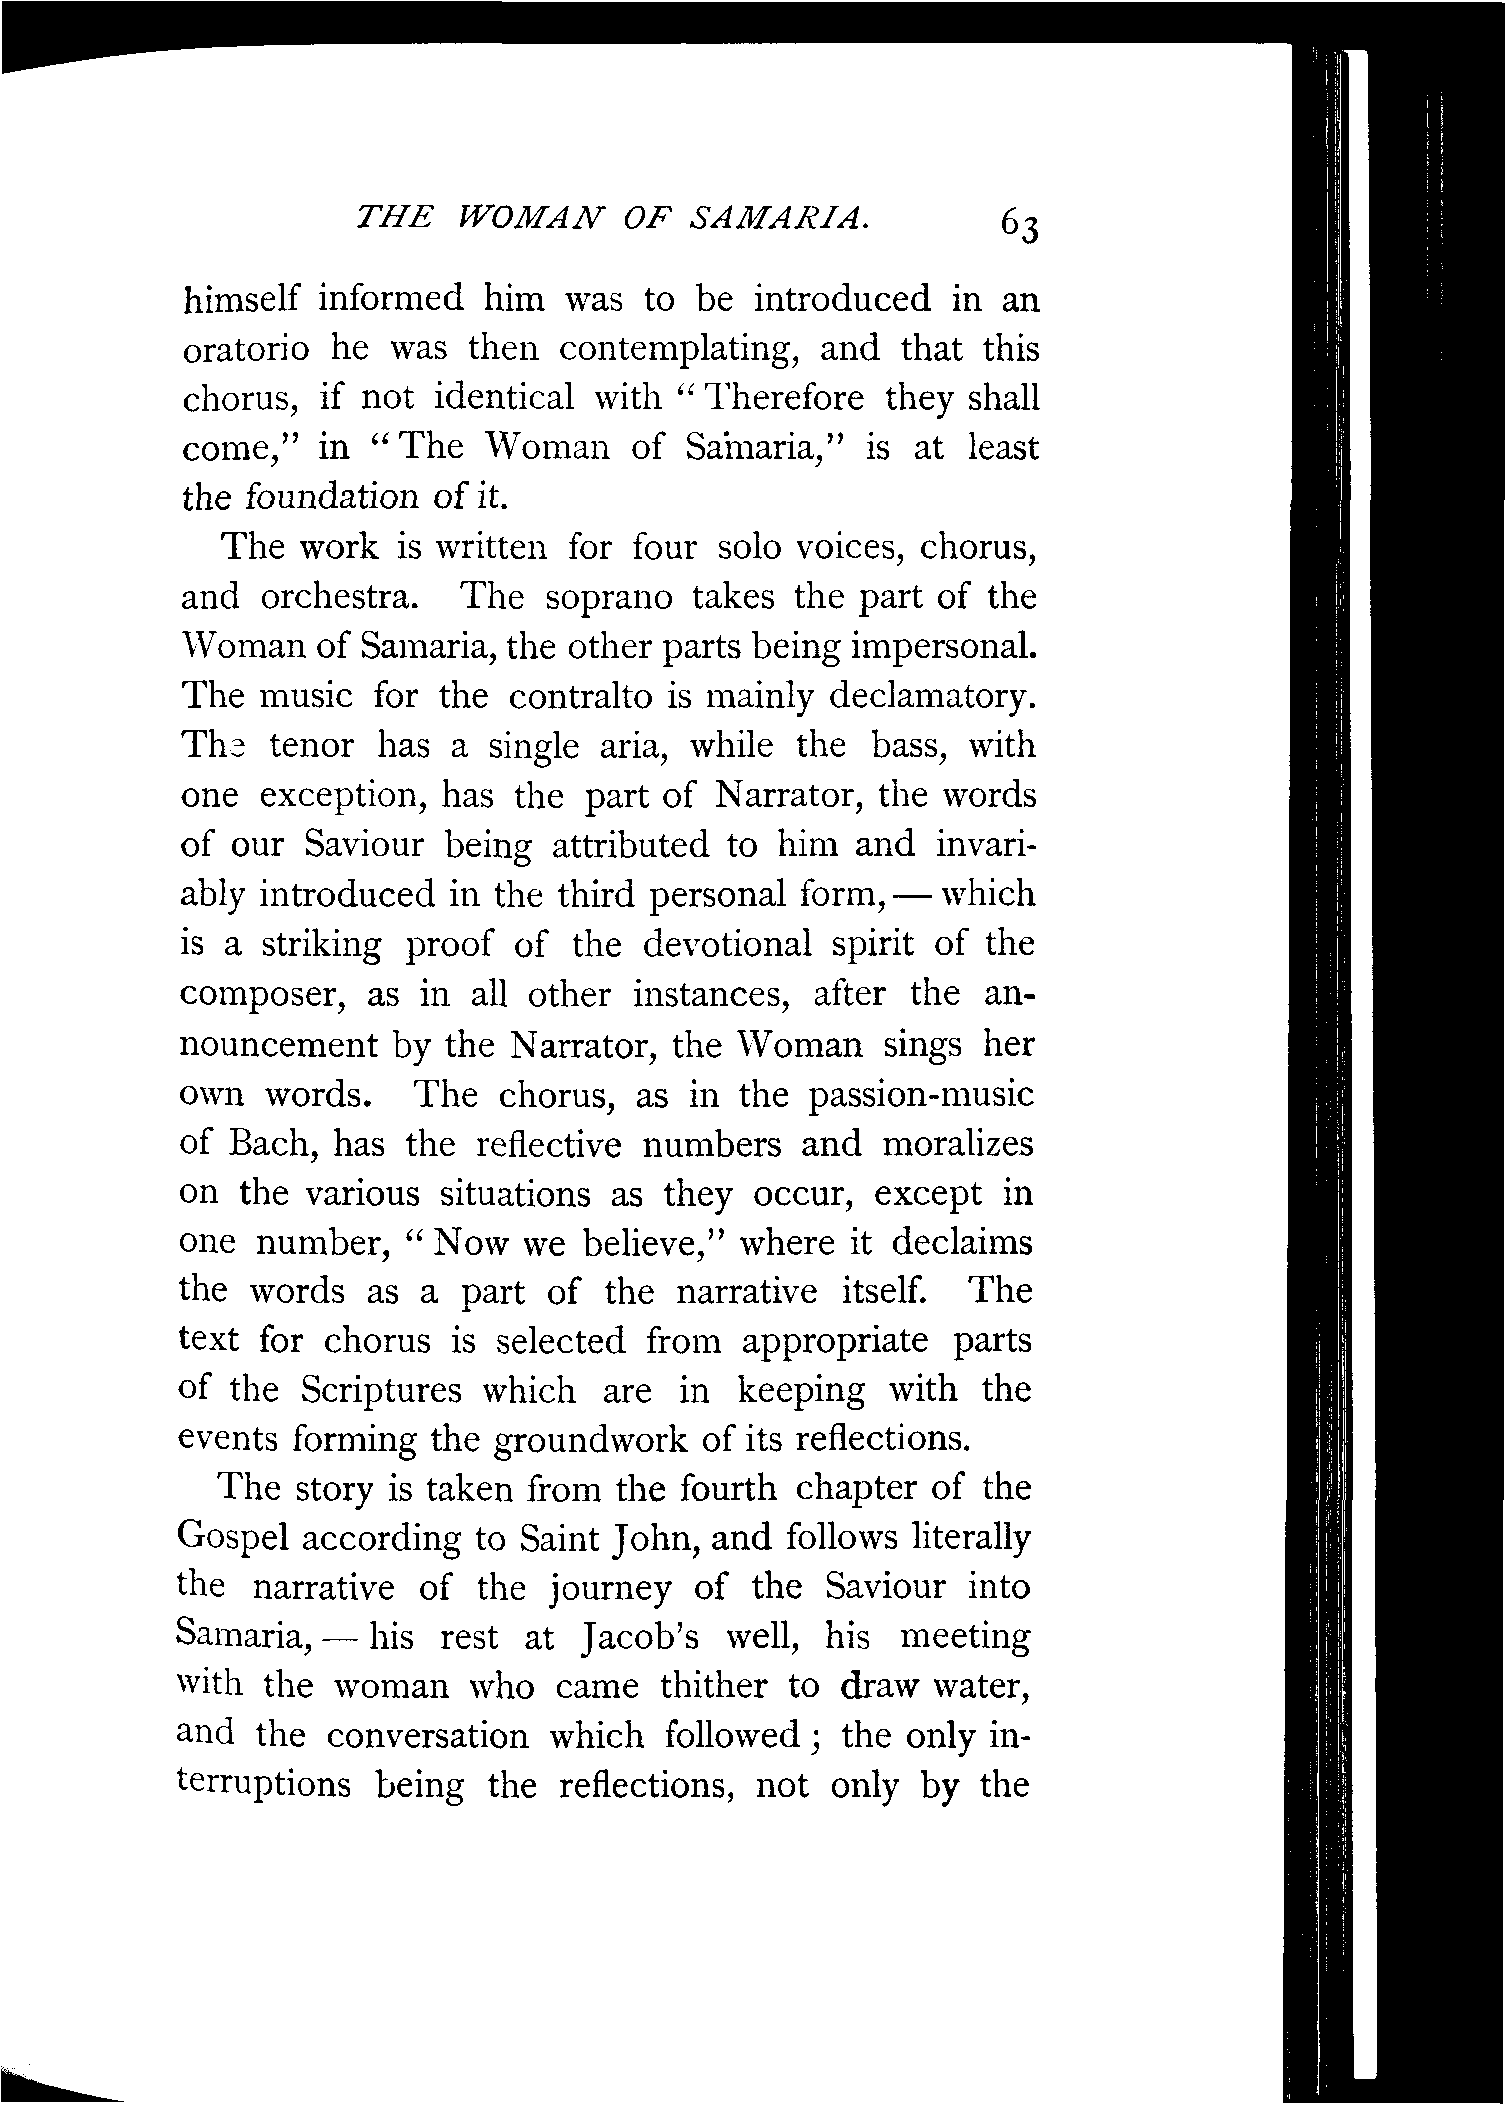 THE WOMAN OF SAMARIA. 63
himself informed him was to be introduced in an
oratorio he was then contemplating, and that this
chorus, if not identical with “Therefore they shall
come,” in “The Woman of Samaria,” is at least
the foundation of it.
The work is written for four solo voices, chorus,
and orchestra. The soprano takes the part of the
Woman of Samaria, the other parts being impersonal.
The music for the contralto is mainly declamatory.
The tenor has a single aria, while the bass, with
one exception, has the part of Narrator, the words
of our Saviour being attributed to him and invari-
ably introduced in the third personal form, — which
is a striking proof of the devotional spirit of the
composer, as in all other instances, after the an-
nouncement by the Narrator, the Woman sings her
own words. The chorus, as in the passion-music
of Bach, has the reflective numbers and moralizes
on the various situations as they occur, except in
one number, “Now we believe,” where it declaims
the words as a part of the narrative itself. The
text for chorus is selected from appropriate parts
of the Scriptures which are in keeping with the
events forming the groundwork of its reflections.
The story is taken from the fourth chapter of the
Gospel according to Saint John, and follows literally
the narrative of the journey of the Saviour into
Samaria, — his rest at Jacob's well, his meeting
with the woman who came thither to draw water,
and the conversation which followed; the only in-
terruptions being the reflections, not only by the